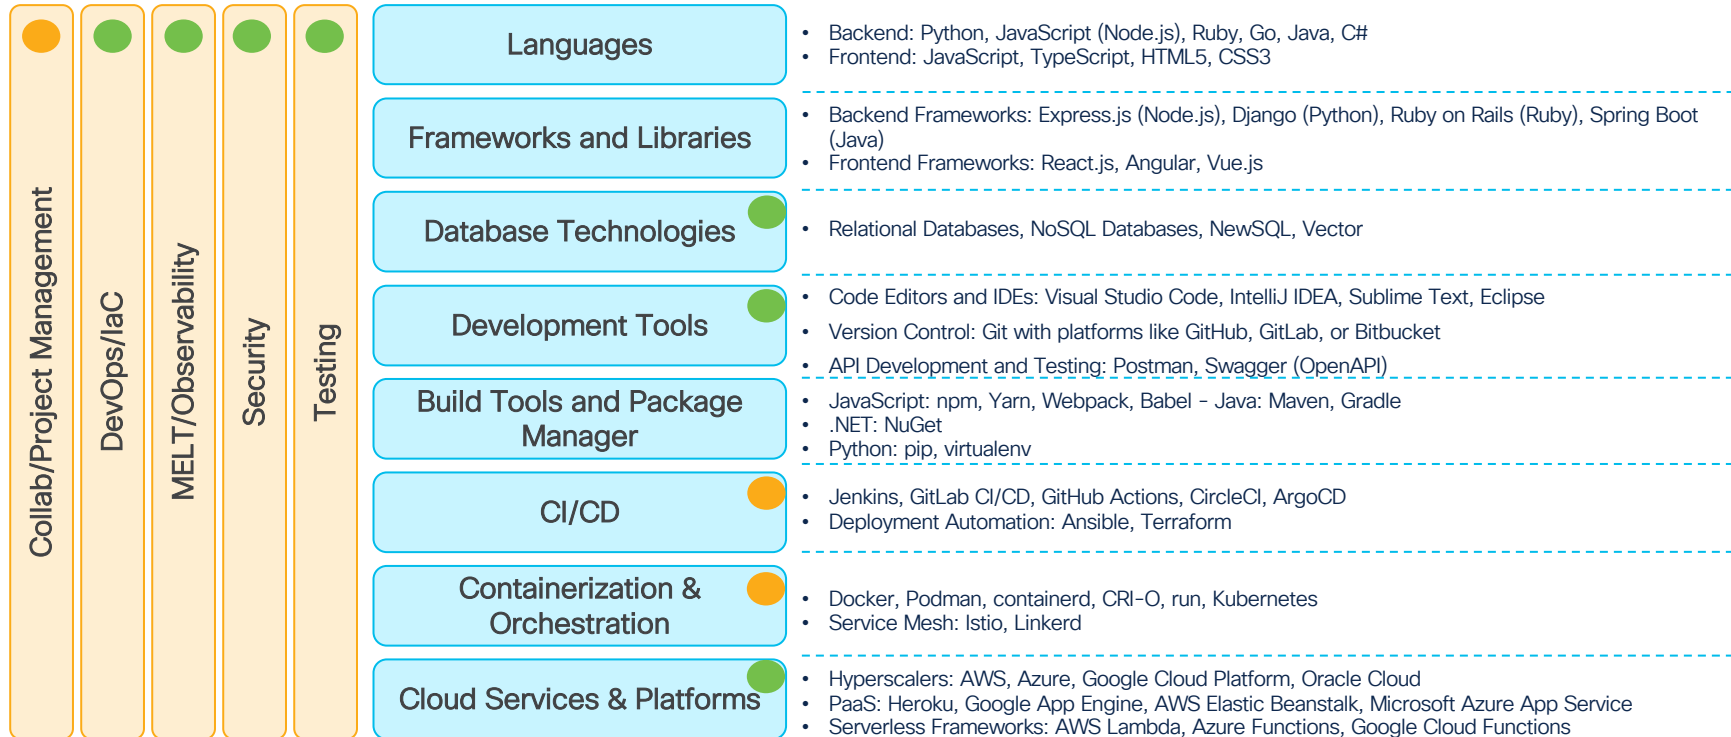 Collab/Project Management
DevOps/IaC
MELT/Observability
Security
Testing
Languages
• Backend: Python, JavaScript (Node.js), Ruby, Go, Java, C#
• Frontend: JavaScript, TypeScript, HTML5, CSS3
Frameworks and Libraries
• Backend Frameworks: Express.js (Node.js), Django (Python), Ruby on Rails (Ruby), Spring Boot
(Java)
• Frontend Frameworks: React.js, Angular, Vue.js
Database Technologies
• Relational Databases, NoSQL Databases, NewSQL, Vector
Development Tools
• Code Editors and IDEs: Visual Studio Code, IntelliJ IDEA, Sublime Text, Eclipse
• Version Control: Git with platforms like GitHub, GitLab, or Bitbucket
• API Development and Testing: Postman, Swagger (OpenAPI)
Build Tools and Package
Manager
• JavaScript: npm, Yarn, Webpack, Babel - Java: Maven, Gradle
• .NET: NuGet
• Python: pip, virtualenv
CI/CD
• Jenkins, GitLab CI/CD, GitHub Actions, CircleCI, ArgoCD
• Deployment Automation: Ansible, Terraform
Containerization &
Orchestration
• Docker, Podman, containerd, CRI-O, run, Kubernetes
• Service Mesh: Istio, Linkerd
Cloud Services & Platforms
• Hyperscalers: AWS, Azure, Google Cloud Platform, Oracle Cloud
• PaaS: Heroku, Google App Engine, AWS Elastic Beanstalk, Microsoft Azure App Service
• Serverless Frameworks: AWS Lambda, Azure Functions, Google Cloud Functions